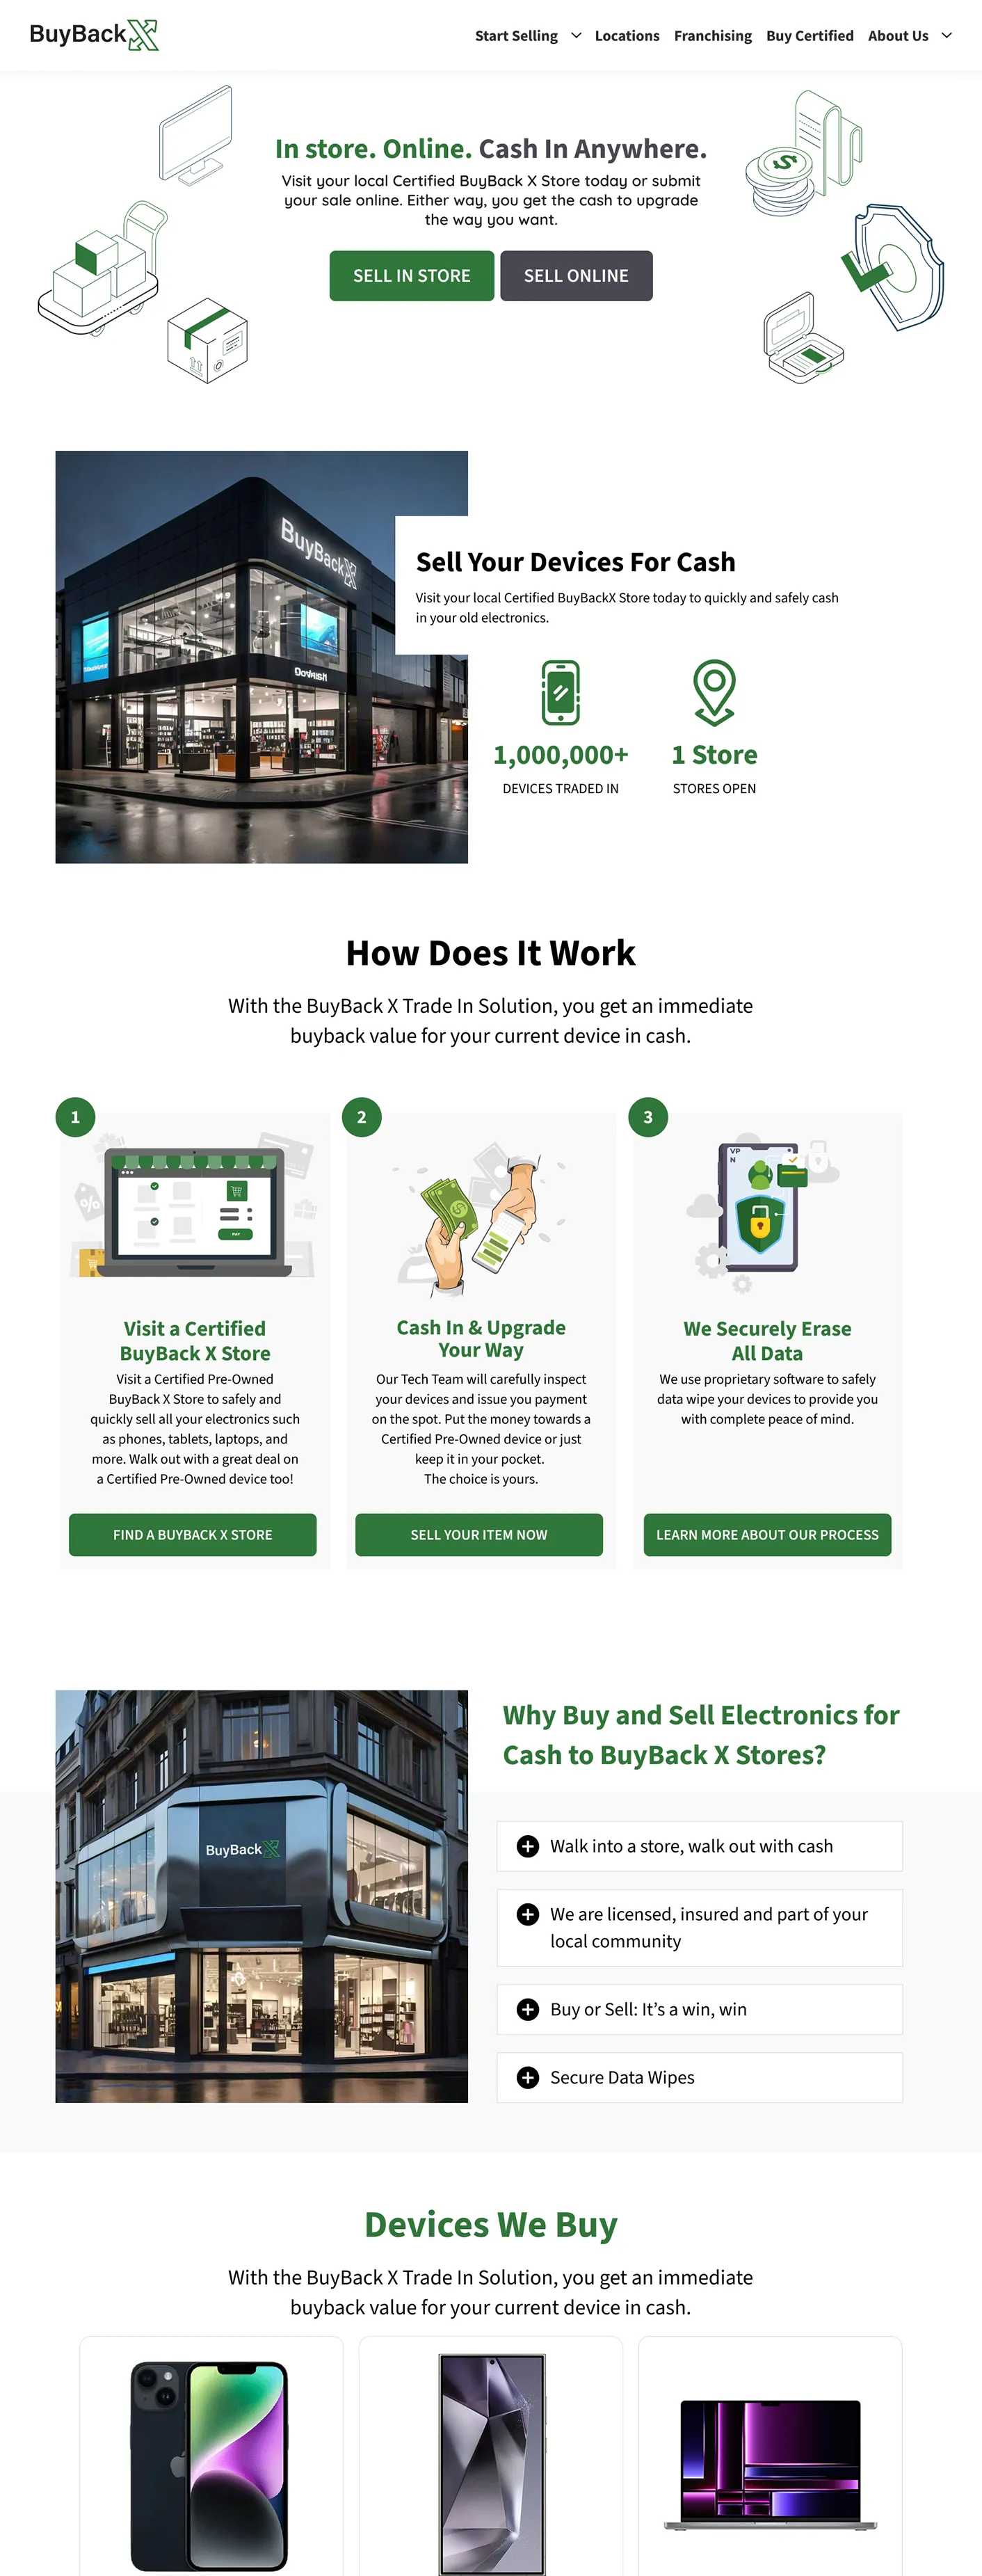 BuyBack X
Start Selling
Locations
Franchising
Buy Certified
About Us
In store. Online. Cash In Anywhere.
Visit your local Certified BuyBack X Store today or submit
your sale online. Either way, you get the cash to upgrade
the way you want.
SELL IN STORE
SELL ONLINE
BuyBack X
Sell Your Devices For Cash
Visit your local Certified BuyBackX Store today to quickly and safely cash
in your old electronics.
1,000,000+
DEVICES TRADED IN
1 Store
STORES OPEN
How Does It Work
With the BuyBack X Trade In Solution, you get an immediate
buyback value for your current device in cash.
1
%
PAY
Visit a Certified
BuyBack X Store
Visit a Certified Pre-Owned
BuyBack X Store to safely and
quickly sell all your electronics such
as phones, tablets, laptops, and
more. Walk out with a great deal on
a Certified Pre-Owned device too!
FIND A BUYBACK X STORE
2
Cash In & Upgrade
Your Way
Our Tech Team will carefully inspect
your devices and issue you payment
on the spot. Put the money towards a
Certified Pre-Owned device or just
keep it in your pocket.
The choice is yours.
SELL YOUR ITEM NOW
3
VP
N
We Securely Erase
All Data
We use proprietary software to safely
data wipe your devices to provide you
with complete peace of mind.
LEARN MORE ABOUT OUR PROCESS
BuyBack X
Why Buy and Sell Electronics for
Cash to BuyBack X Stores?
Walk into a store, walk out with cash
We are licensed, insured and part of your
local community
Buy or Sell: It’s a win, win
Secure Data Wipes
Devices We Buy
With the BuyBack X Trade In Solution, you get an immediate
buyback value for your current device in cash.